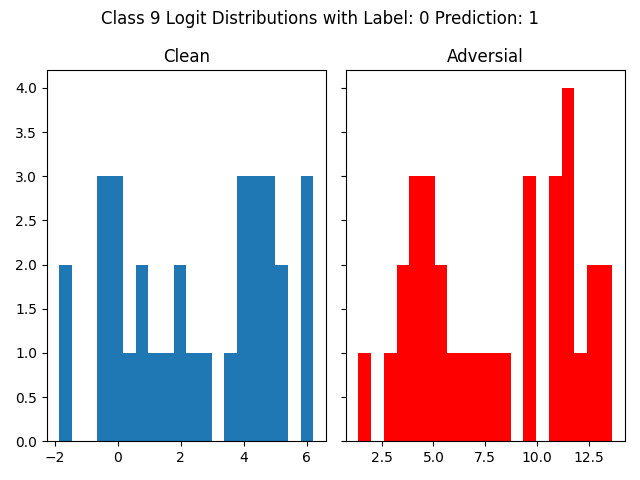 Class 9 Logit Distributions with Label: 0 Prediction: 1
Clean
Adversial
4.0
3.5
3.0
2.5
2.0
1.5
1.0
0.5
0.0
−2 0 2 4 6
2.5 5.0 7.5 10.0 12.5